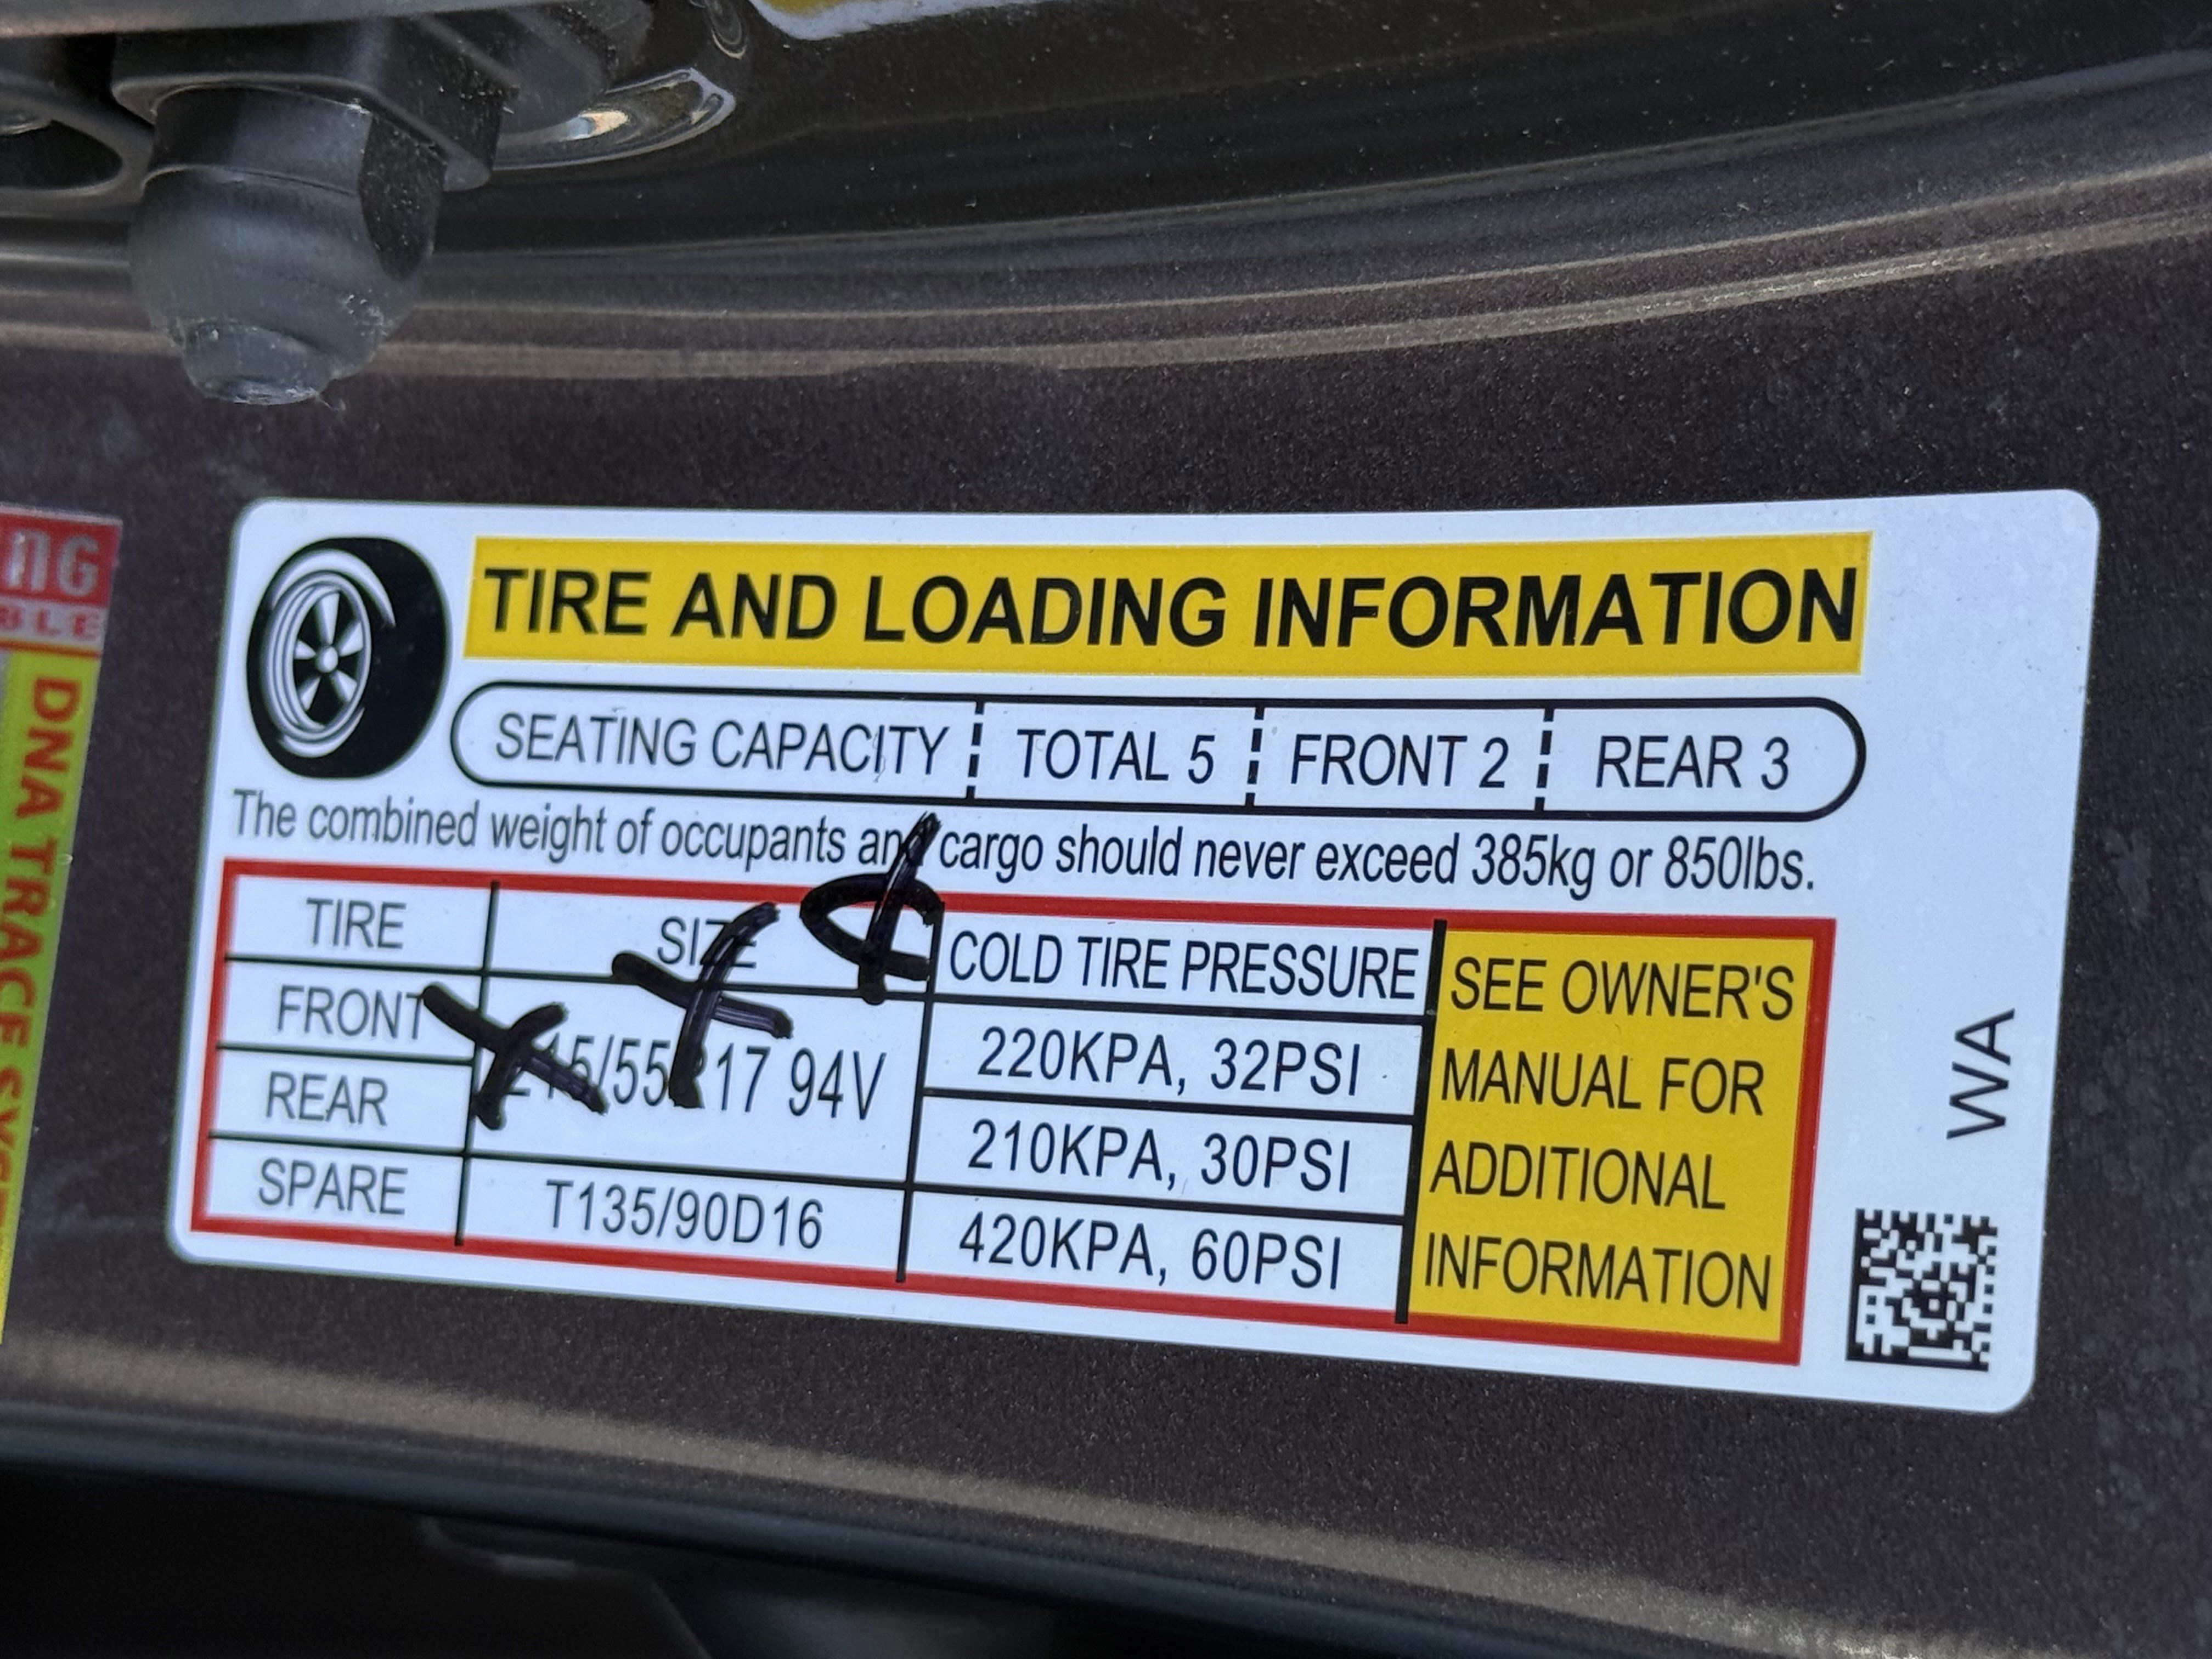 TIRE AND LOADING INFORMATION
SEATING CAPACITY TOTAL 5 FRONT 2 REAR 3
The combined weight of occupants and cargo should never exceed 385kg or 850lbs.
TIRE SIZE COLD TIRE PRESSURE
FRONT 220KPA, 32PSI
215/55R17 94V
REAR 210KPA, 30PSI
SPARE T135/90D16 420KPA, 60PSI
SEE OWNER'S
MANUAL FOR
ADDITIONAL
INFORMATION
WA
DNA TRACE